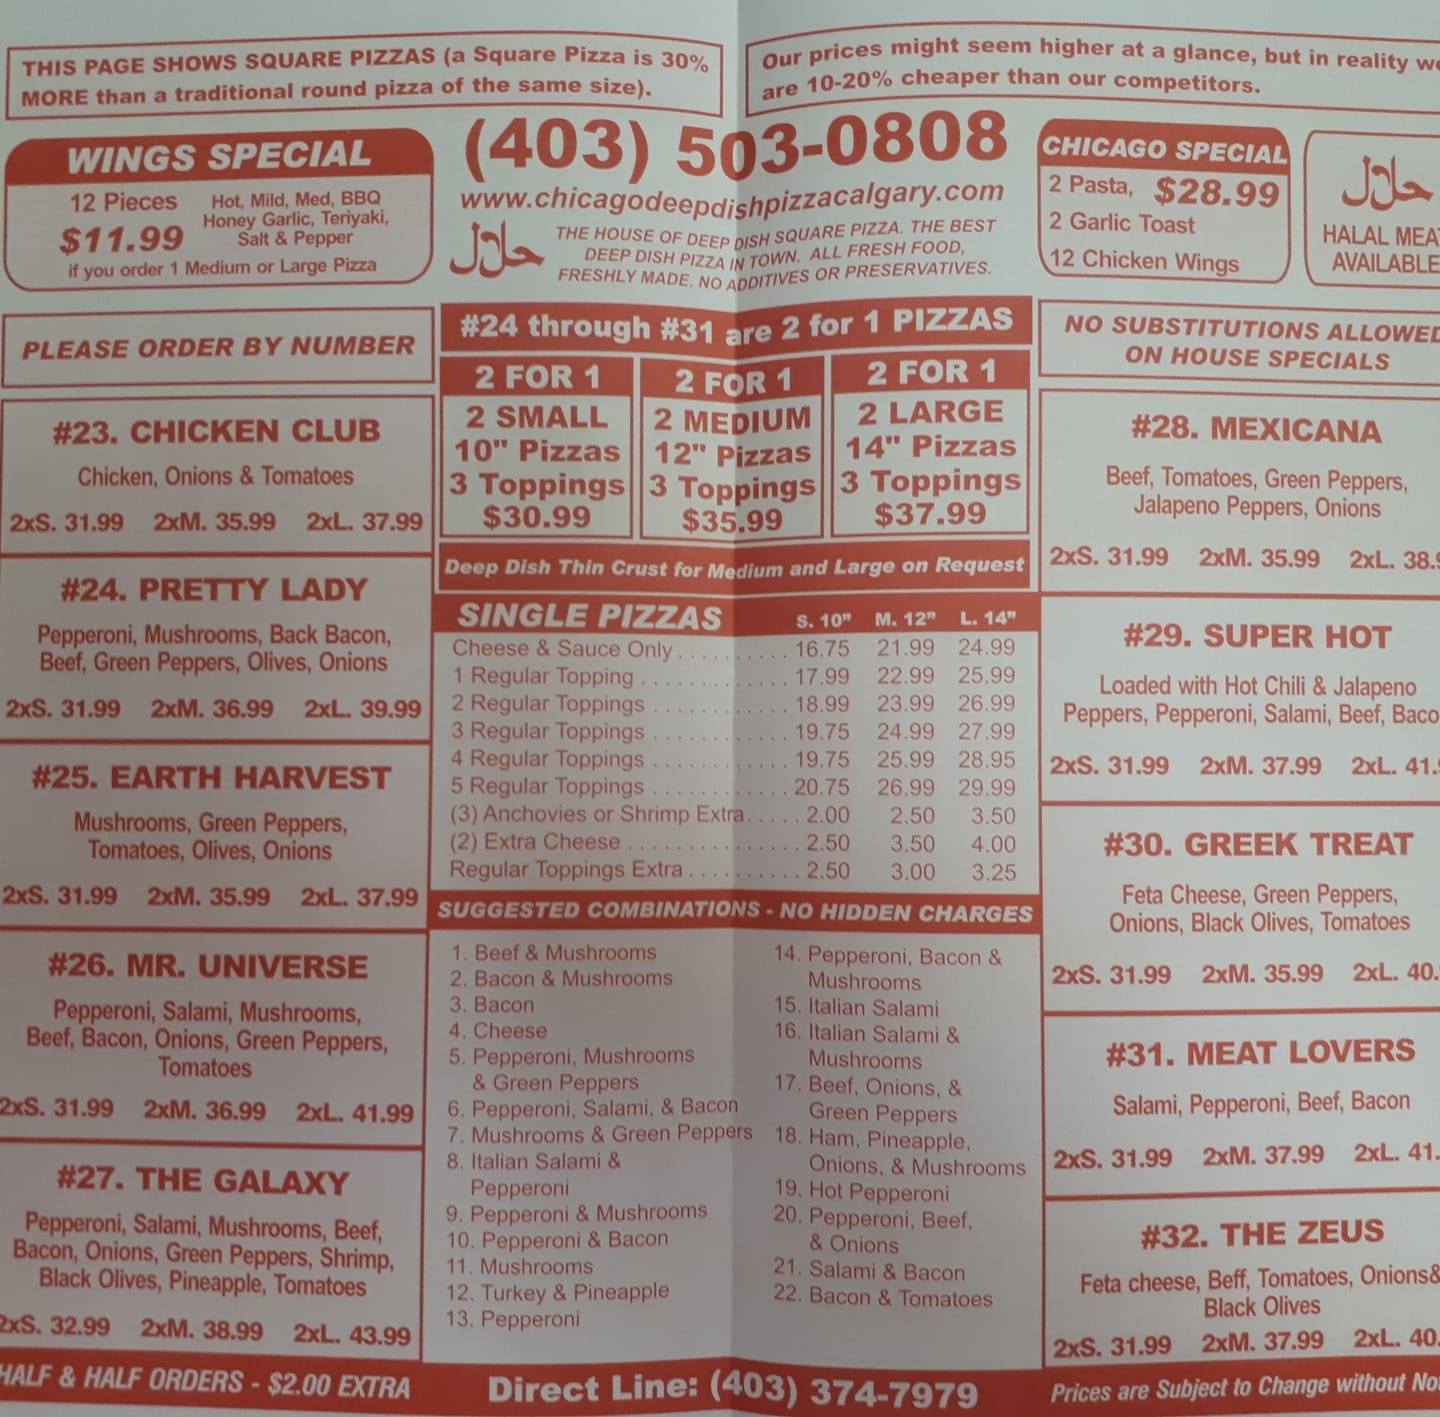 THIS PAGE SHOWS SQUARE PIZZAS (a Square Pizza is 30%
MORE than a traditional round pizza of the same size).
Our prices might seem higher at a glance, but in reality we
are 10-20% cheaper than our competitors.
WINGS SPECIAL
12 Pieces
$11.99
Hot, Mild, Med, BBQ
Honey Garlic, Teriyaki,
Salt & Pepper
if you order 1 Medium or Large Pizza
(403) 503-0808
www.chicagodeepdishpizzacalgary.com
حلال
THE HOUSE OF DEEP DISH SQUARE PIZZA. THE BEST
DEEP DISH PIZZA IN TOWN. ALL FRESH FOOD,
FRESHLY MADE. NO ADDITIVES OR PRESERVATIVES.
CHICAGO SPECIAL
2 Pasta, $28.99
2 Garlic Toast
12 Chicken Wings
حلال
HALAL MEAT
AVAILABLE
PLEASE ORDER BY NUMBER
#23. CHICKEN CLUB
Chicken, Onions & Tomatoes
2xS. 31.99 2xM. 35.99 2xL. 37.99
#24. PRETTY LADY
Pepperoni, Mushrooms, Back Bacon,
Beef, Green Peppers, Olives, Onions
2xS. 31.99 2xM. 36.99 2xL. 39.99
#25. EARTH HARVEST
Mushrooms, Green Peppers,
Tomatoes, Olives, Onions
2xS. 31.99 2xM. 35.99 2xL. 37.99
#26. MR. UNIVERSE
Pepperoni, Salami, Mushrooms,
Beef, Bacon, Onions, Green Peppers,
Tomatoes
2xS. 31.99 2xM. 36.99 2xL. 41.99
#27. THE GALAXY
Pepperoni, Salami, Mushrooms, Beef,
Bacon, Onions, Green Peppers, Shrimp,
Black Olives, Pineapple, Tomatoes
2xS. 32.99 2xM. 38.99 2xL. 43.99
HALF & HALF ORDERS - $2.00 EXTRA
#24 through #31 are 2 for 1 PIZZAS
2 FOR 1
2 SMALL
10" Pizzas
3 Toppings
$30.99
2 FOR 1
2 MEDIUM
12" Pizzas
3 Toppings
$35.99
2 FOR 1
2 LARGE
14" Pizzas
3 Toppings
$37.99
Deep Dish Thin Crust for Medium and Large on Request
SINGLE PIZZAS S. 10" M. 12" L. 14"
Cheese & Sauce Only . . . . . . . . . . 16.75 21.99 24.99
1 Regular Topping . . . . . . . . . . . . . 17.99 22.99 25.99
2 Regular Toppings . . . . . . . . . . . . 18.99 23.99 26.99
3 Regular Toppings . . . . . . . . . . . . 19.75 24.99 27.99
4 Regular Toppings . . . . . . . . . . . . 19.75 25.99 28.95
5 Regular Toppings . . . . . . . . . . . . 20.75 26.99 29.99
(3) Anchovies or Shrimp Extra. . . . . 2.00 2.50 3.50
(2) Extra Cheese . . . . . . . . . . . . . . . 2.50 3.50 4.00
Regular Toppings Extra . . . . . . . . . . 2.50 3.00 3.25
SUGGESTED COMBINATIONS - NO HIDDEN CHARGES
1. Beef & Mushrooms
2. Bacon & Mushrooms
3. Bacon
4. Cheese
5. Pepperoni, Mushrooms
& Green Peppers
6. Pepperoni, Salami, & Bacon
7. Mushrooms & Green Peppers
8. Italian Salami &
Pepperoni
9. Pepperoni & Mushrooms
10. Pepperoni & Bacon
11. Mushrooms
12. Turkey & Pineapple
13. Pepperoni
14. Pepperoni, Bacon &
Mushrooms
15. Italian Salami
16. Italian Salami &
Mushrooms
17. Beef, Onions, &
Green Peppers
18. Ham, Pineapple,
Onions, & Mushrooms
19. Hot Pepperoni
20. Pepperoni, Beef,
& Onions
21. Salami & Bacon
22. Bacon & Tomatoes
Direct Line: (403) 374-7979
NO SUBSTITUTIONS ALLOWED
ON HOUSE SPECIALS
#28. MEXICANA
Beef, Tomatoes, Green Peppers,
Jalapeno Peppers, Onions
2xS. 31.99 2xM. 35.99 2xL. 38.
#29. SUPER HOT
Loaded with Hot Chili & Jalapeno
Peppers, Pepperoni, Salami, Beef, Baco
2xS. 31.99 2xM. 37.99 2xL. 41.
#30. GREEK TREAT
Feta Cheese, Green Peppers,
Onions, Black Olives, Tomatoes
2xS. 31.99 2xM. 35.99 2xL. 40.
#31. MEAT LOVERS
Salami, Pepperoni, Beef, Bacon
2xS. 31.99 2xM. 37.99 2xL. 41.
#32. THE ZEUS
Feta cheese, Beff, Tomatoes, Onions&
Black Olives
2xS. 31.99 2xM. 37.99 2xL. 40.
Prices are Subject to Change without No